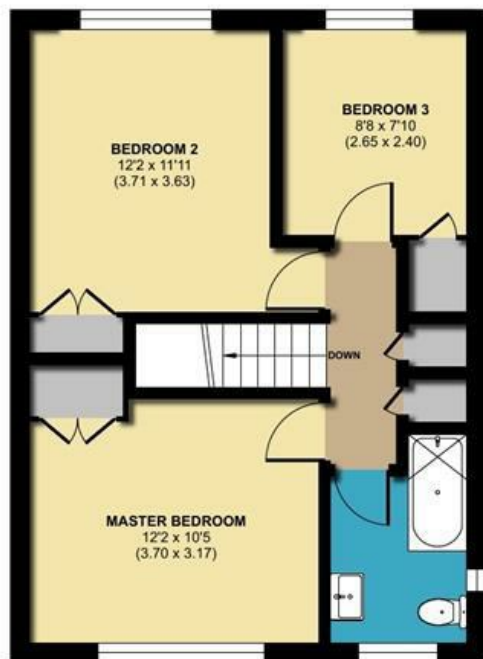 BEDROOM 2
12'2 x 11'11
(3.71 x 3.63)
BEDROOM 3
8'8 x 7'10
(2.65 x 2.40)
DOWN
MASTER BEDROOM
12'2 x 10'5
(3.70 x 3.17)